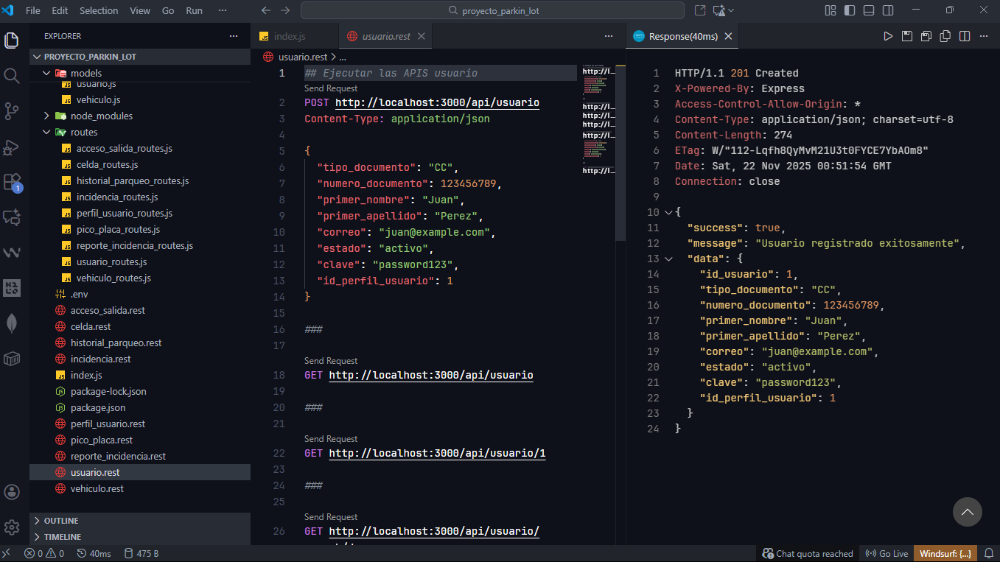 File Edit Selection View Go Run ···
proyecto_parkin_lot
EXPLORER ···
PROYECTO_PARKIN_LOT
models
usuario.js
vehiculo.js
node_modules
routes
acceso_salida_routes.js
celda_routes.js
historial_parqueo_routes.js
incidencia_routes.js
perfil_usuario_routes.js
pico_placa_routes.js
reporte_incidencia_routes.js
usuario_routes.js
vehiculo_routes.js
.env
acceso_salida.rest
celda.rest
historial_parqueo.rest
incidencia.rest
index.js
package-lock.json
package.json
perfil_usuario.rest
pico_placa.rest
reporte_incidencia.rest
usuario.rest
vehiculo.rest
OUTLINE
TIMELINE
1
index.js
usuario.rest
···
usuario.rest > ...
1 ## Ejecutar las APIS usuario
Send Request
2 POST http://localhost:3000/api/usuario
3 Content-Type: application/json
4
5 {
6 "tipo_documento": "CC",
7 "numero_documento": 123456789,
8 "primer_nombre": "Juan",
9 "primer_apellido": "Perez",
10 "correo": "juan@example.com",
11 "estado": "activo",
12 "clave": "password123",
13 "id_perfil_usuario": 1
14 }
15
16 ###
17
Send Request
18 GET http://localhost:3000/api/usuario
19
20 ###
21
Send Request
22 GET http://localhost:3000/api/usuario/1
23
24 ###
25
Send Request
26 GET http://localhost:3000/api/usuario/
http://l...
http://l...
http://l...
http://l...
http://l...
http://l...
Response(40ms)
···
1 HTTP/1.1 201 Created
2 X-Powered-By: Express
3 Access-Control-Allow-Origin: *
4 Content-Type: application/json; charset=utf-8
5 Content-Length: 274
6 ETag: W/"112-Lqfh8QyMvM21U3t0FYCE7YbAOm8"
7 Date: Sat, 22 Nov 2025 00:51:54 GMT
8 Connection: close
9
10 {
11 "success": true,
12 "message": "Usuario registrado exitosamente",
13 "data": {
14 "id_usuario": 1,
15 "tipo_documento": "CC",
16 "numero_documento": 123456789,
17 "primer_nombre": "Juan",
18 "primer_apellido": "Perez",
19 "correo": "juan@example.com",
20 "estado": "activo",
21 "clave": "password123",
22 "id_perfil_usuario": 1
23 }
24 }
0 0 40ms 475 B
Chat quota reached Go Live Windsurf: {...}